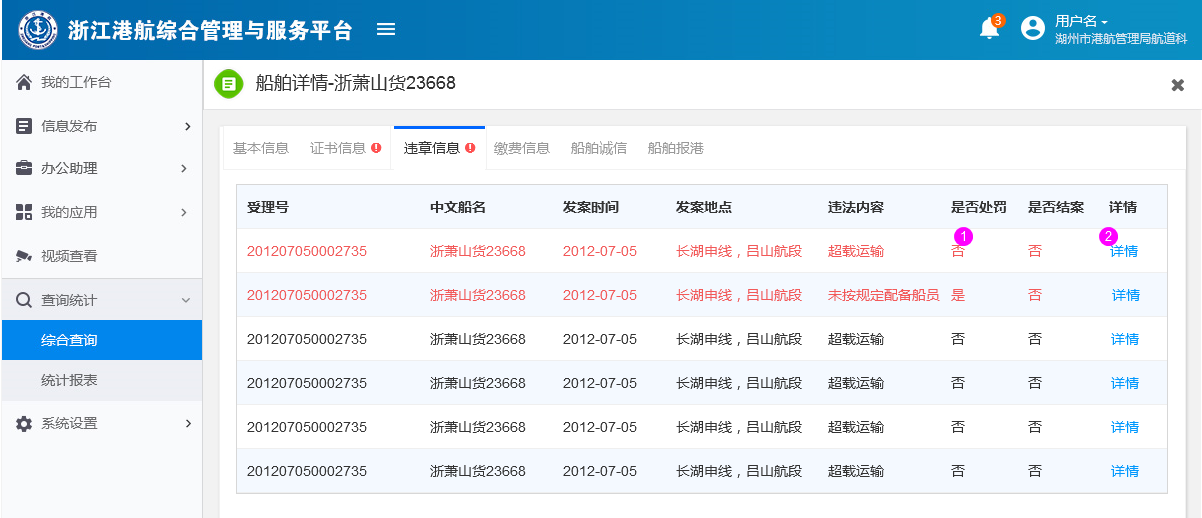 浙江港航综合管理与服务平台
3
用户名
湖州市港航管理局航道科
我的工作台
信息发布
办公助理
我的应用
视频查看
查询统计
综合查询
统计报表
系统设置
船舶详情-浙萧山货23668
基本信息 证书信息 违章信息 缴费信息 船舶诚信 船舶报港
受理号 中文船名 发案时间 发案地点 违法内容 是否处罚 是否结案 详情
1 2
201207050002735 浙萧山货23668 2012-07-05 长湖申线，吕山航段 超载运输 否 否 详情
201207050002735 浙萧山货23668 2012-07-05 长湖申线，吕山航段 未按规定配备船员 是 否 详情
201207050002735 浙萧山货23668 2012-07-05 长湖申线，吕山航段 超载运输 否 否 详情
201207050002735 浙萧山货23668 2012-07-05 长湖申线，吕山航段 超载运输 否 否 详情
201207050002735 浙萧山货23668 2012-07-05 长湖申线，吕山航段 超载运输 否 否 详情
201207050002735 浙萧山货23668 2012-07-05 长湖申线，吕山航段 超载运输 否 否 详情